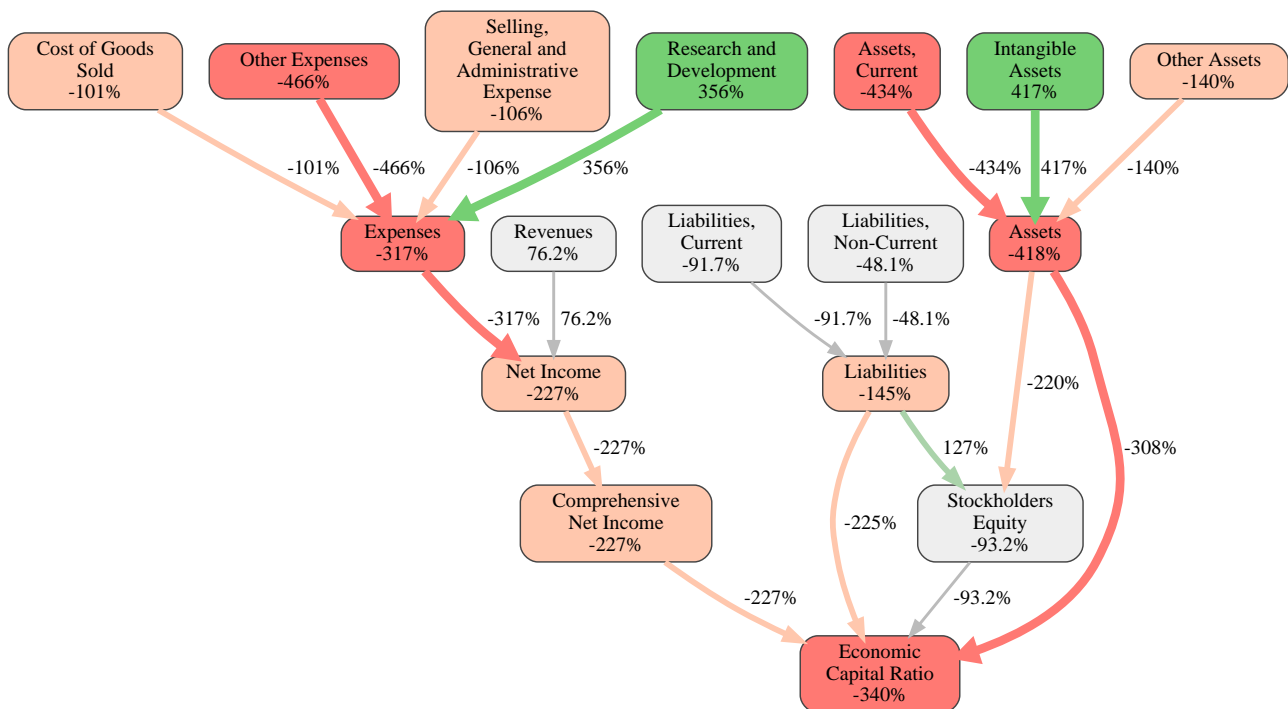 Cost of Goods
Sold
-101%
Other Expenses
-466%
Selling,
General and
Administrative
Expense
-106%
Research and
Development
356%
Assets,
Current
-434%
Intangible
Assets
417%
Other Assets
-140%
-101%
-466%
-106%
356%
-434%
417%
-140%
Expenses
-317%
Revenues
76.2%
Liabilities,
Current
-91.7%
Liabilities,
Non-Current
-48.1%
Assets
-418%
-317%
76.2%
-91.7%
-48.1%
Net Income
-227%
Liabilities
-145%
-220%
-227%
127%
-308%
Comprehensive
Net Income
-227%
Stockholders
Equity
-93.2%
-225%
-227%
-93.2%
Economic
Capital Ratio
-340%